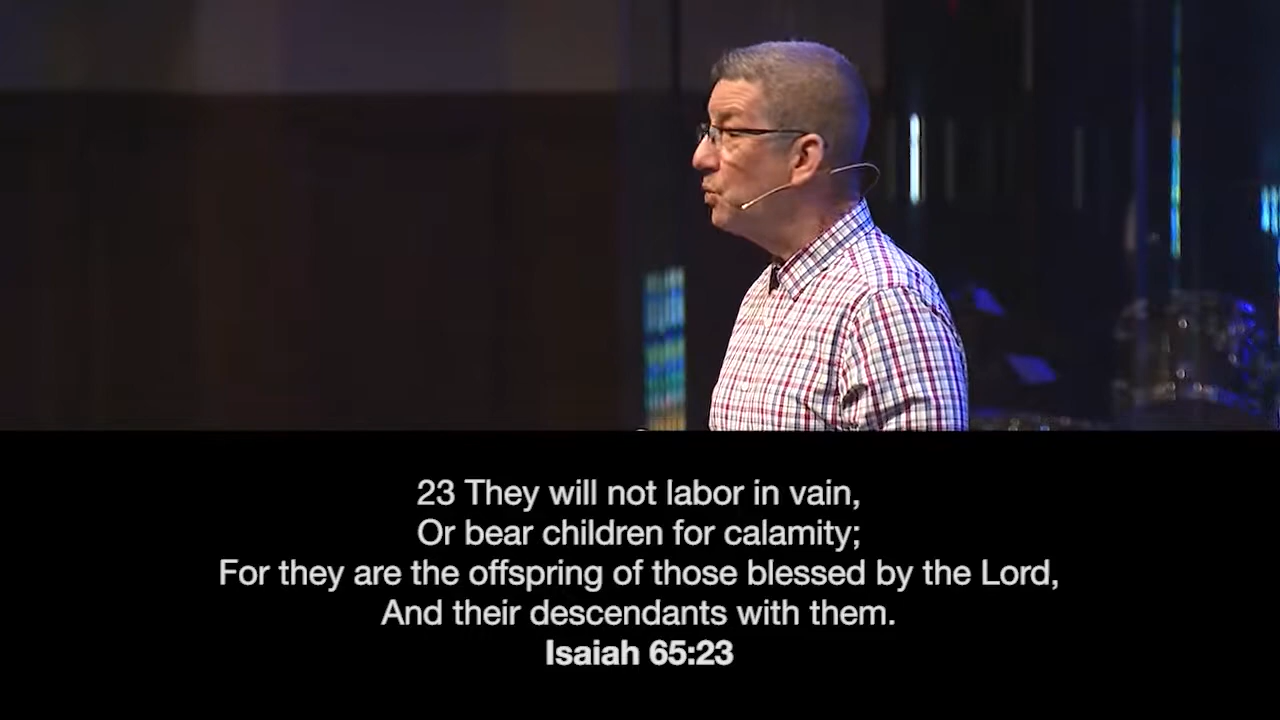 23 They will not labor in vain,
Or bear children for calamity;
For they are the offspring of those blessed by the Lord,
And their descendants with them.
Isaiah 65:23